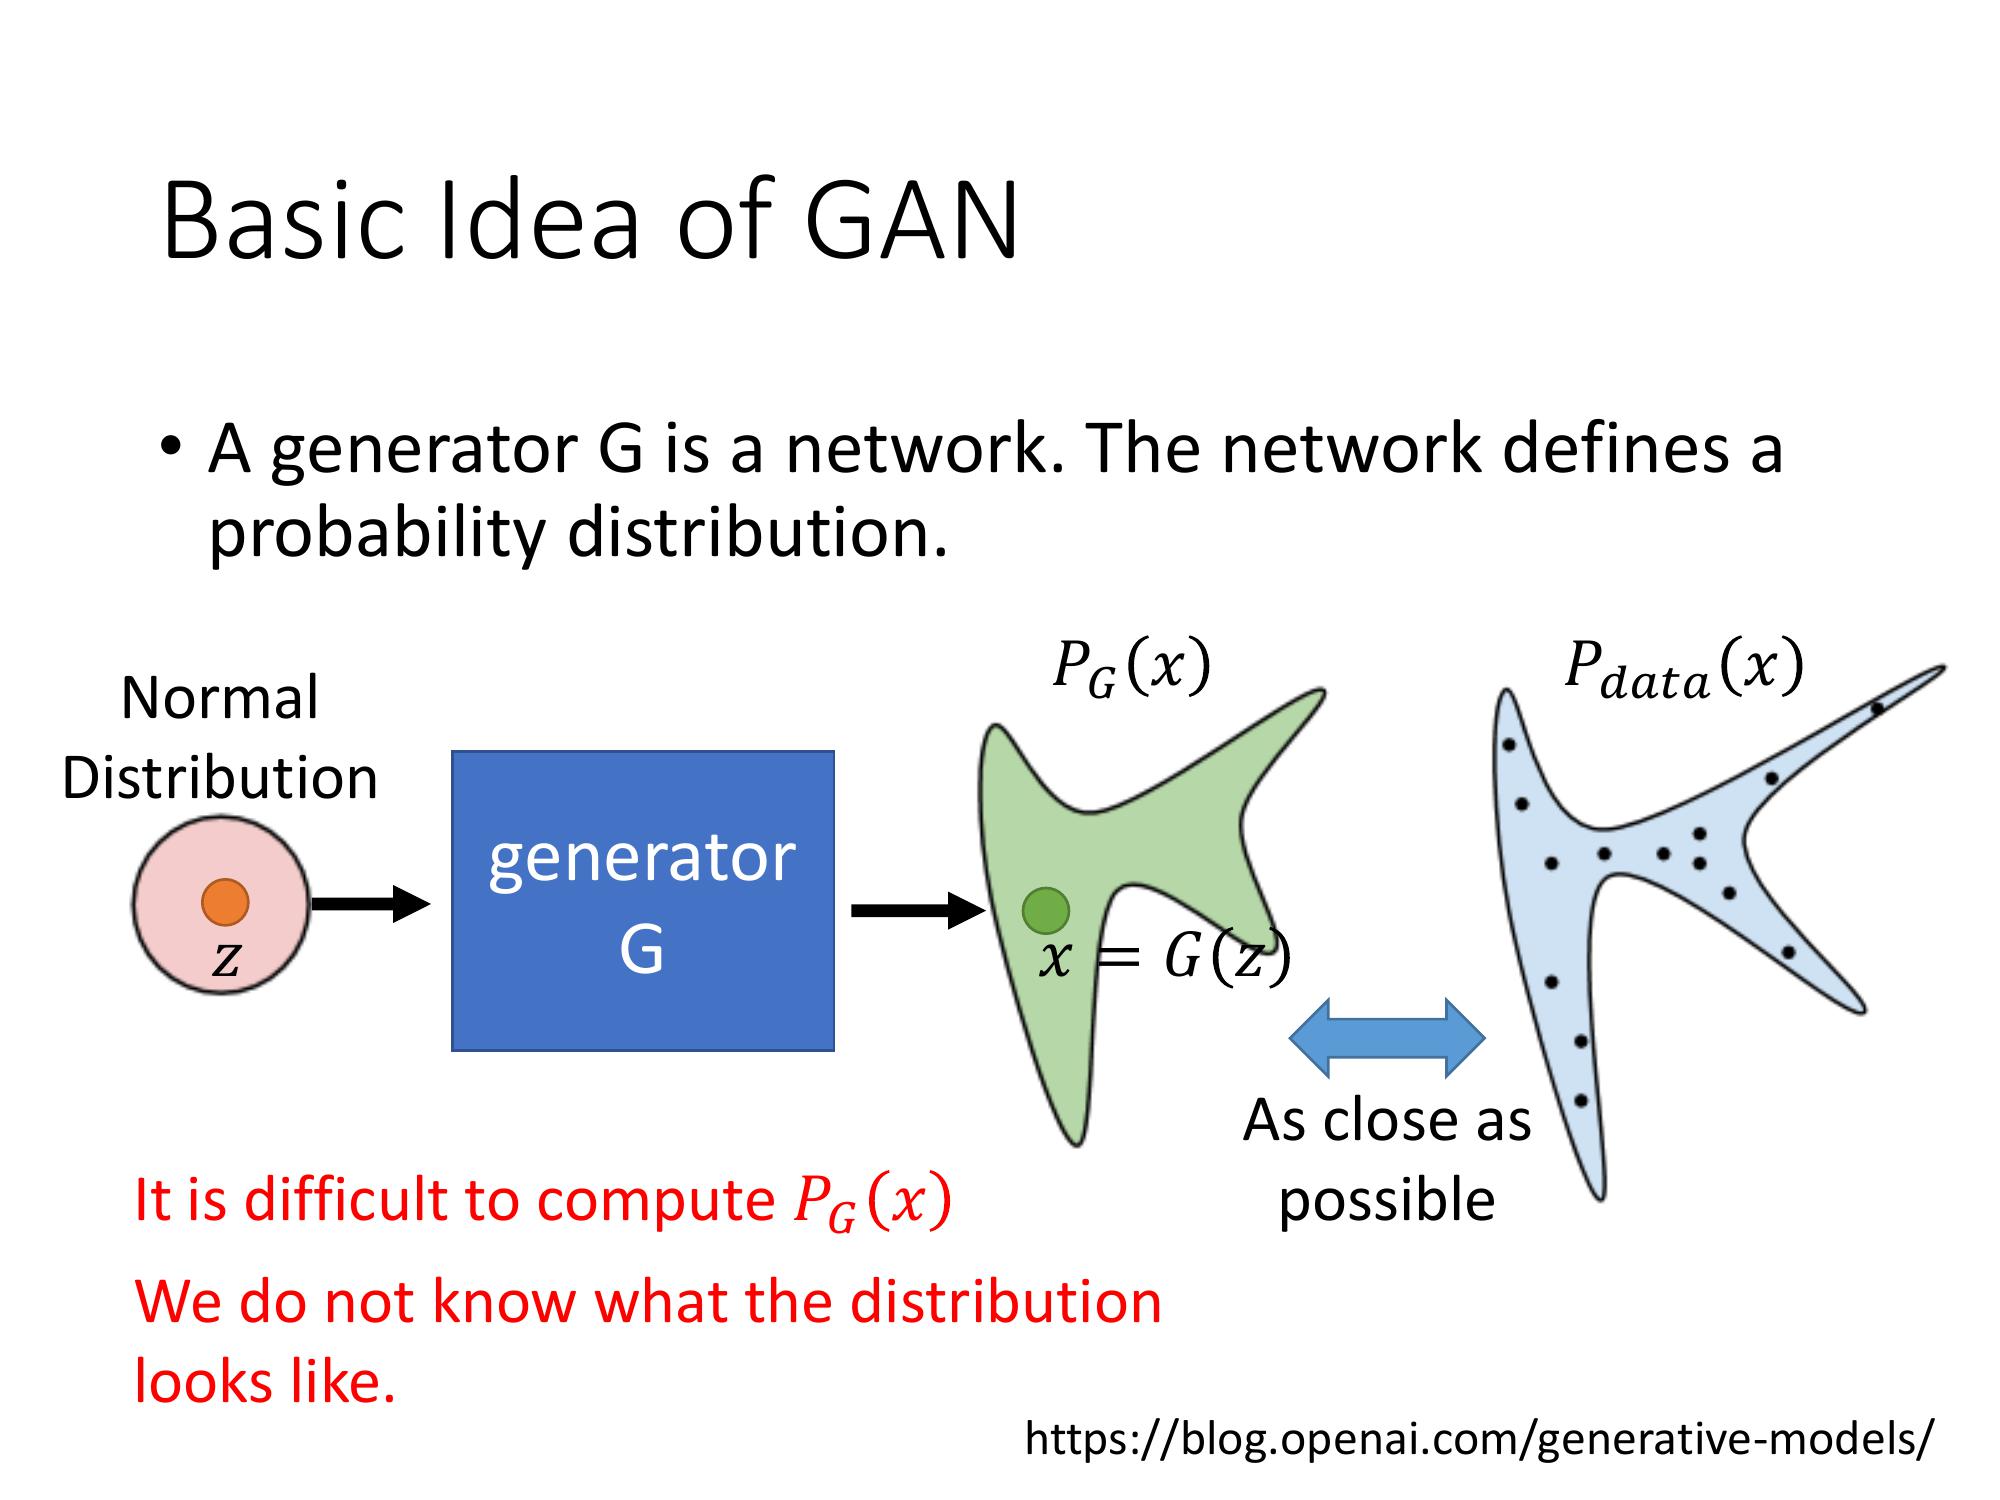 Basic Idea of GAN
• A generator G is a network. The network defines a
probability distribution.
Normal
Distribution
z
generator
G
P_G(x)
x = G(z)
P_data(x)
As close as
possible
It is difficult to compute P_G(x)
We do not know what the distribution
looks like.
https://blog.openai.com/generative-models/